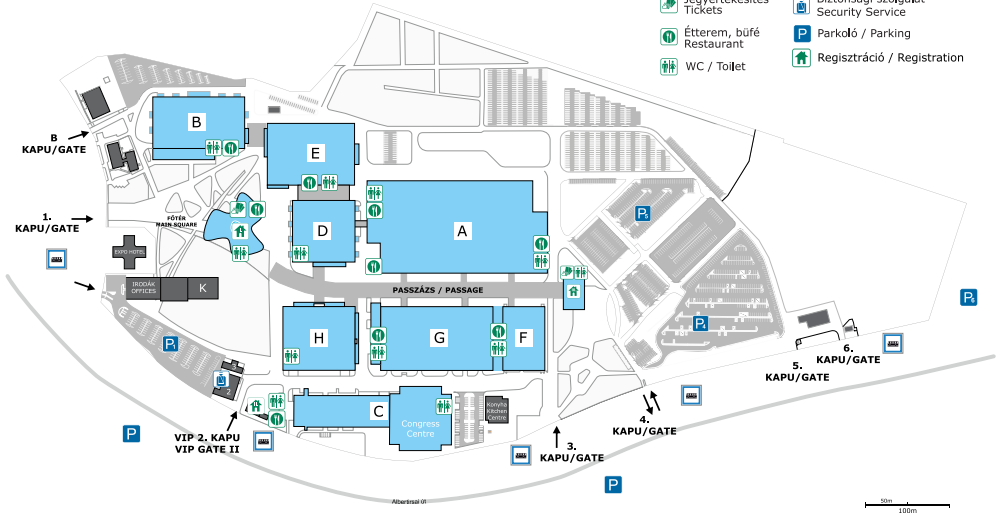 Jegyértékesítés
Tickets
Biztonsági szolgálat
Security Service
Étterem, büfé
Restaurant
P Parkoló / Parking
WC / Toilet
Regisztráció / Registration
B
KAPU/GATE
B
E
1.
KAPU/GATE
FŐTÉR
MAIN SQUARE
D
A
P5
EXPO HOTEL
IRODÁK
OFFICES
K
PASSZÁZS / PASSAGE
P6
P1
P4
H
G
F
5.
KAPU/GATE
6.
KAPU/GATE
2
C
Congress
Centre
Konyha
Kitchen
Centre
VIP 2. KAPU
VIP GATE II
P
3.
KAPU/GATE
4.
KAPU/GATE
P
Albertirsai út
50m
100m